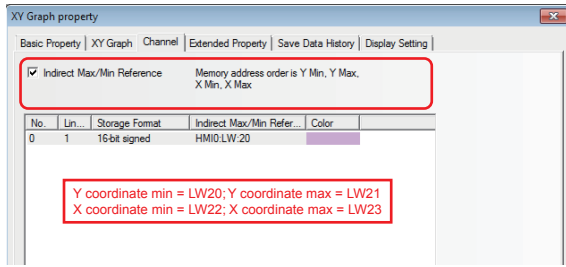 XY Graph property
Basic Property XY Graph Channel Extended Property Save Data History Display Setting
Indirect Max/Min Reference Memory address order is Y Min, Y Max,
X Min, X Max
No. Lin... Storage Format Indirect Max/Min Refer... Color
0 1 16-bit signed HMI0:LW:20
Y coordinate min = LW20; Y coordinate max = LW21
X coordinate min = LW22; X coordinate max = LW23